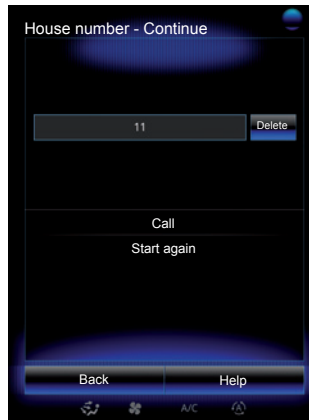 House number - Continue
11
Delete
Call
Start again
Back
Help
A/C
A